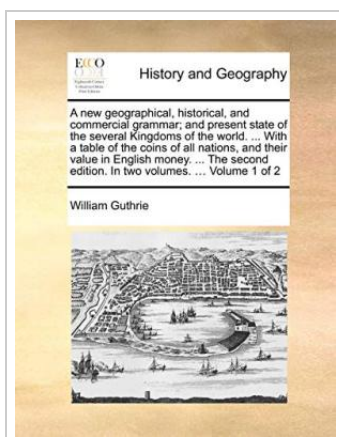 ECCO
History and Geography
A new geographical, historical, and
commercial grammar; and present state of
the several Kingdoms of the world. ... With
a table of the coins of all nations, and their
value in English money. ... The second
edition. In two volumes. ... Volume 1 of 2
William Guthrie